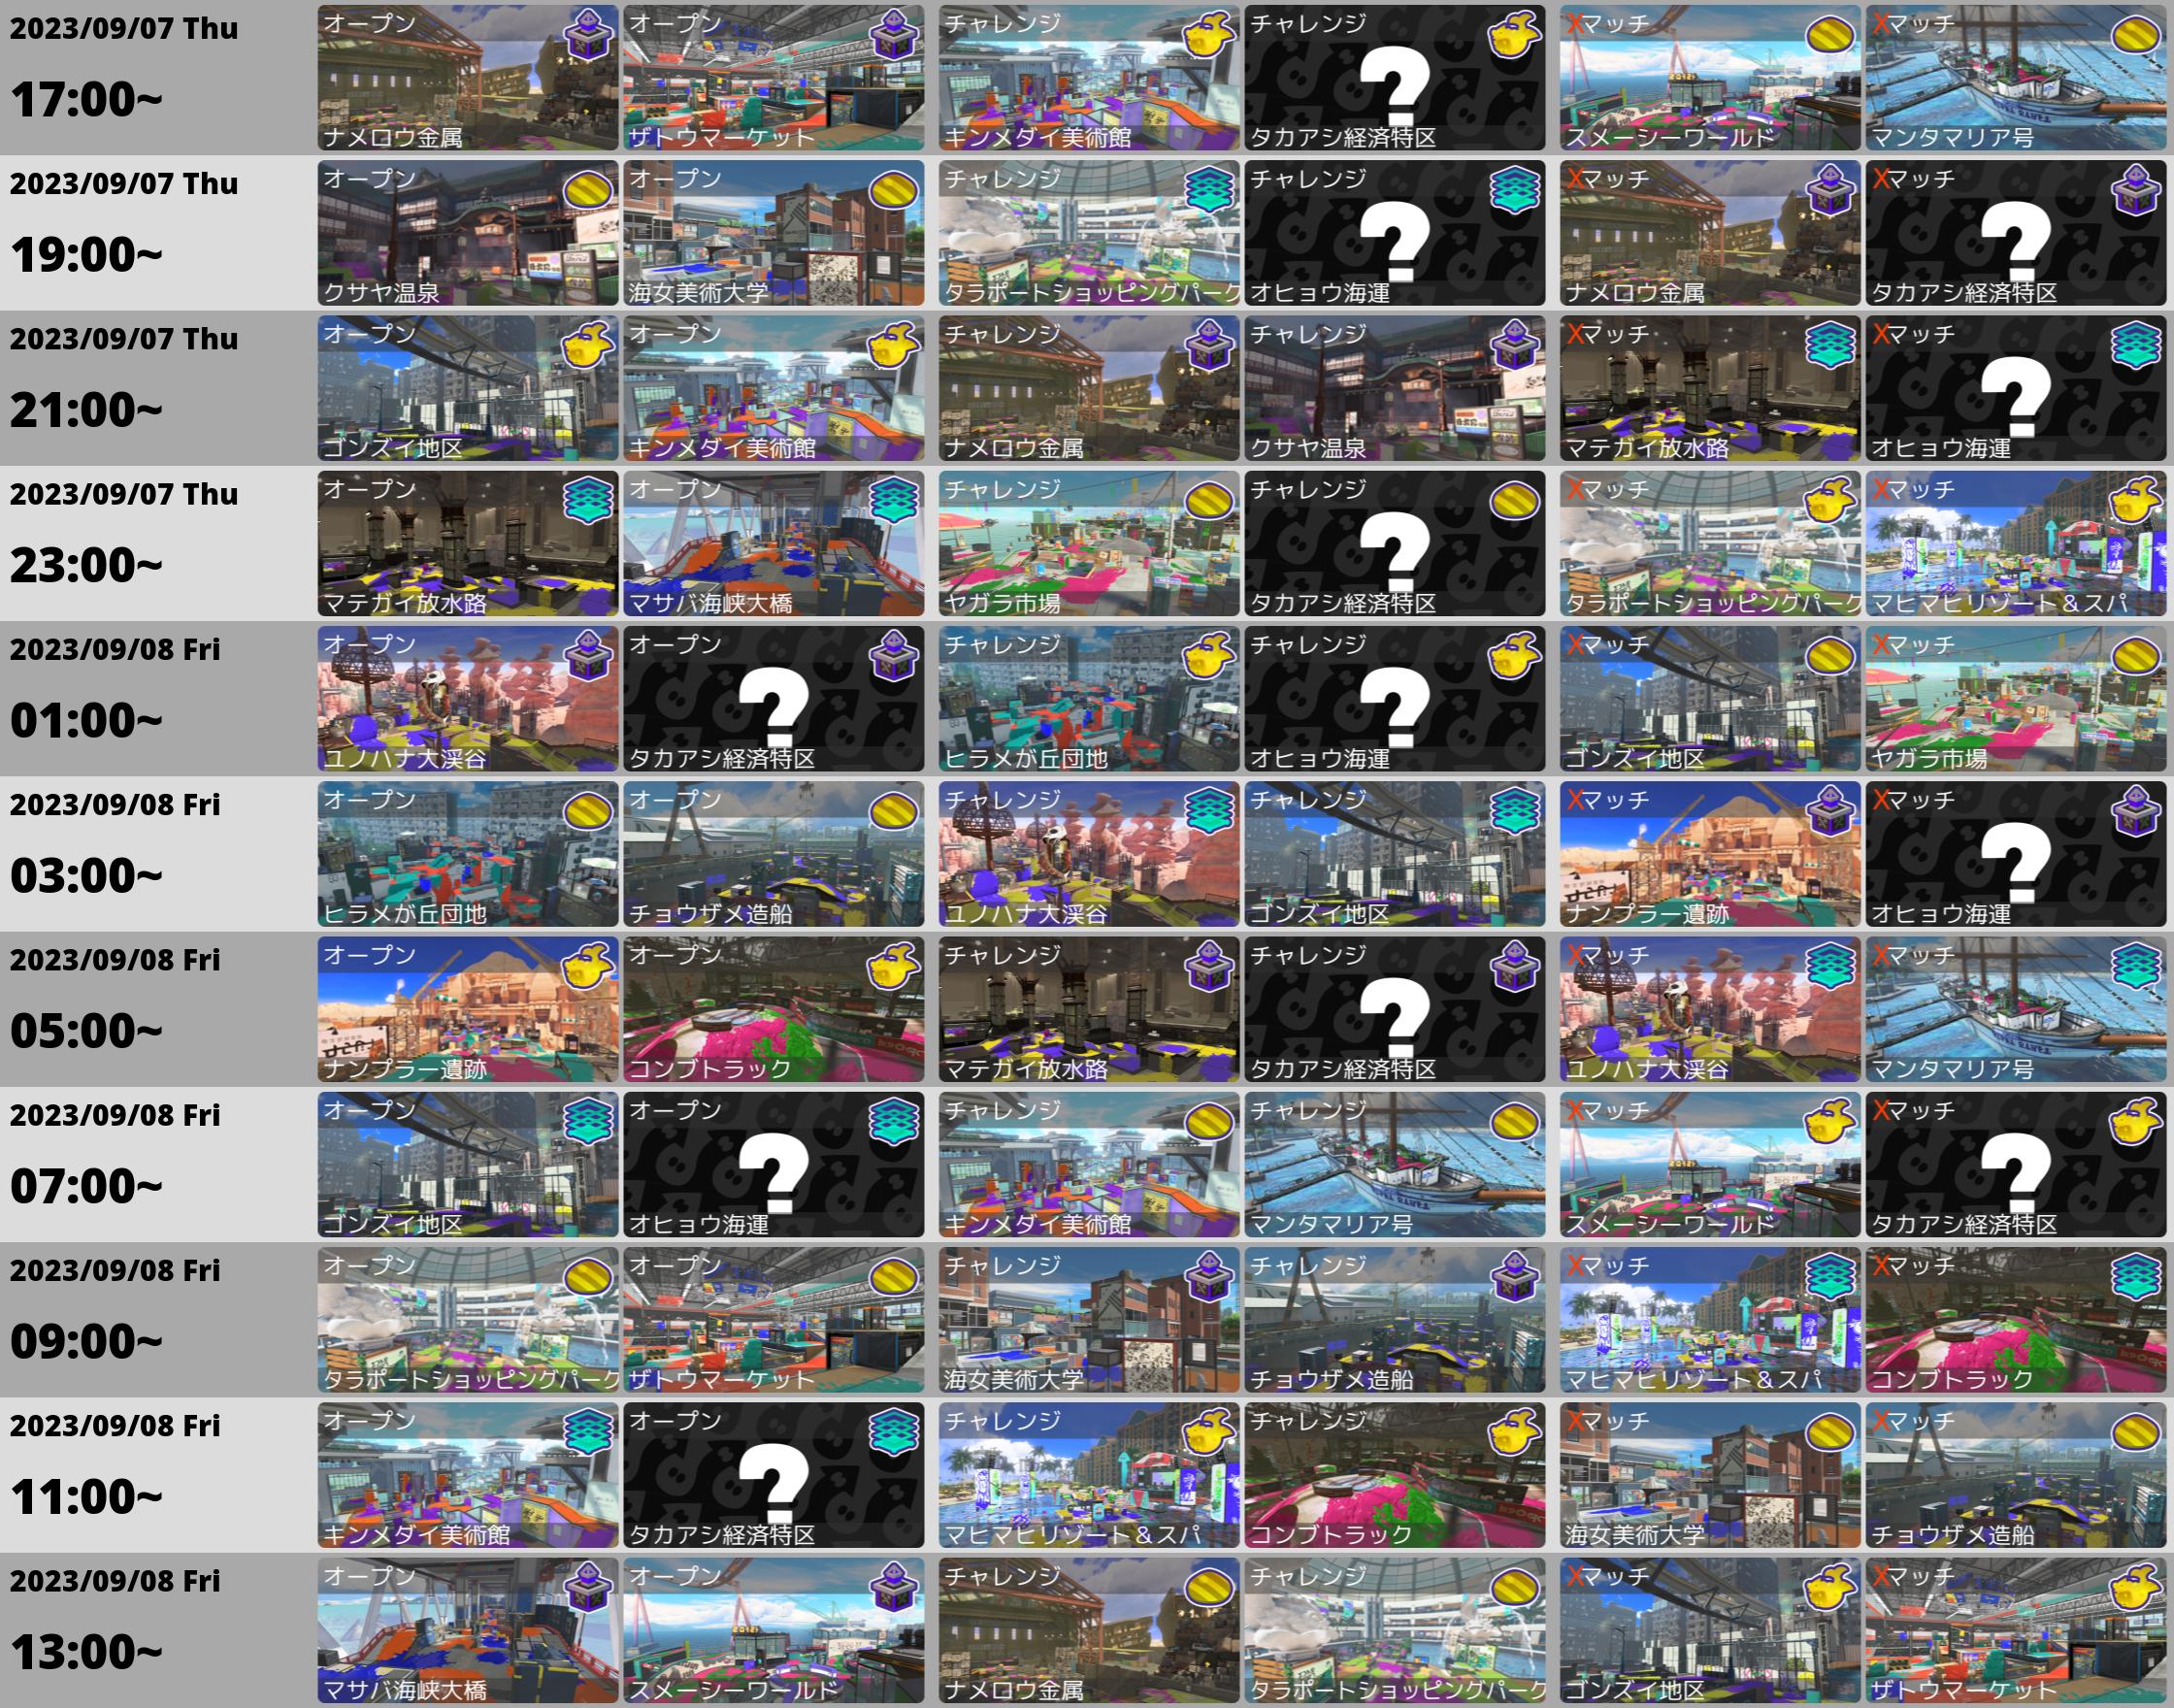 2023/09/07 Thu
17:00~
オープン
ナメロウ金属
オープン
ザトウマーケット
チャレンジ
キンメダイ美術館
チャレンジ
タカアシ経済特区
Xマッチ
スメーシーワールド
Xマッチ
マンタマリア号
2023/09/07 Thu
19:00~
オープン
クサヤ温泉
オープン
海女美術大学
チャレンジ
タラポートショッピングパーク
チャレンジ
オヒョウ海運
Xマッチ
ナメロウ金属
Xマッチ
タカアシ経済特区
2023/09/07 Thu
21:00~
オープン
ゴンズイ地区
オープン
キンメダイ美術館
チャレンジ
ナメロウ金属
チャレンジ
クサヤ温泉
Xマッチ
マテガイ放水路
Xマッチ
オヒョウ海運
2023/09/07 Thu
23:00~
オープン
マテガイ放水路
オープン
マサバ海峡大橋
チャレンジ
ヤガラ市場
チャレンジ
タカアシ経済特区
Xマッチ
タラポートショッピングパーク
Xマッチ
マヒマヒリゾート＆スパ
2023/09/08 Fri
01:00~
オープン
ユノハナ大渓谷
オープン
タカアシ経済特区
チャレンジ
ヒラメが丘団地
チャレンジ
オヒョウ海運
Xマッチ
ゴンズイ地区
Xマッチ
ヤガラ市場
2023/09/08 Fri
03:00~
オープン
ヒラメが丘団地
オープン
チョウザメ造船
チャレンジ
ユノハナ大渓谷
チャレンジ
ゴンズイ地区
Xマッチ
ナンプラー遺跡
Xマッチ
オヒョウ海運
2023/09/08 Fri
05:00~
オープン
ナンプラー遺跡
オープン
コンブトラック
チャレンジ
マテガイ放水路
チャレンジ
タカアシ経済特区
Xマッチ
ユノハナ大渓谷
Xマッチ
マンタマリア号
2023/09/08 Fri
07:00~
オープン
ゴンズイ地区
オープン
オヒョウ海運
チャレンジ
キンメダイ美術館
チャレンジ
マンタマリア号
Xマッチ
スメーシーワールド
Xマッチ
タカアシ経済特区
2023/09/08 Fri
09:00~
オープン
タラポートショッピングパーク
オープン
ザトウマーケット
チャレンジ
海女美術大学
チャレンジ
チョウザメ造船
Xマッチ
マヒマヒリゾート＆スパ
Xマッチ
コンブトラック
2023/09/08 Fri
11:00~
オープン
キンメダイ美術館
オープン
タカアシ経済特区
チャレンジ
マヒマヒリゾート＆スパ
チャレンジ
コンブトラック
Xマッチ
海女美術大学
Xマッチ
チョウザメ造船
2023/09/08 Fri
13:00~
オープン
マサバ海峡大橋
オープン
スメーシーワールド
チャレンジ
ナメロウ金属
チャレンジ
タラポートショッピングパーク
Xマッチ
ゴンズイ地区
Xマッチ
ザトウマーケット